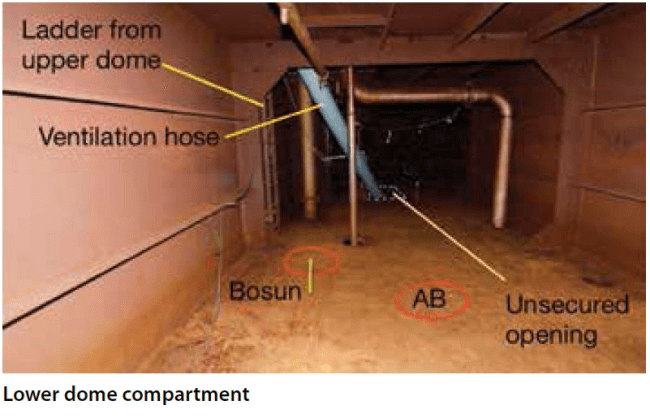 Ladder from
upper dome
Ventilation hose
Bosun
AB
Unsecured
opening
Lower dome compartment